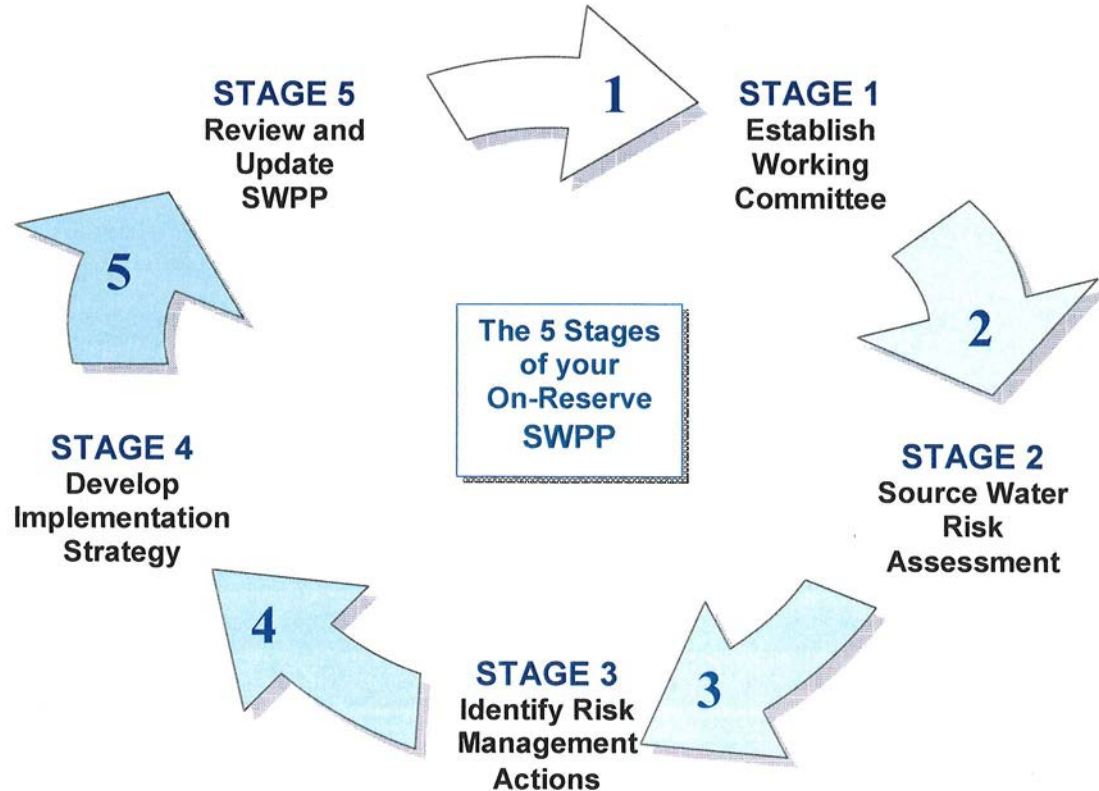 1
STAGE 1
Establish
Working
Committee
2
STAGE 2
Source Water
Risk
Assessment
3
STAGE 3
Identify Risk
Management
Actions
4
STAGE 4
Develop
Implementation
Strategy
5
STAGE 5
Review and
Update
SWPP
The 5 Stages
of your
On-Reserve
SWPP